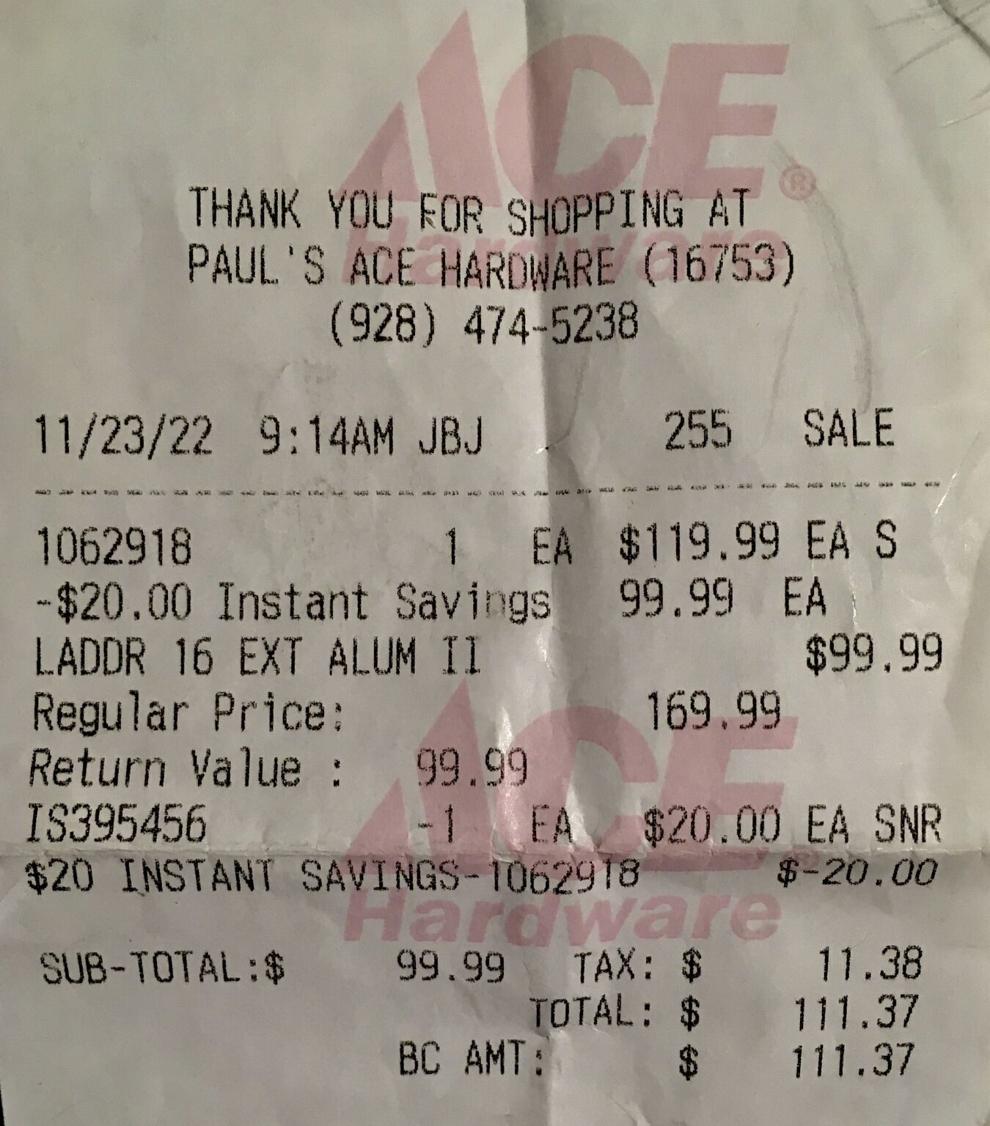 ACE®
Hardware
THANK YOU FOR SHOPPING AT
PAUL'S ACE HARDWARE (16753)
(928) 474-5238
11/23/22 9:14AM JBJ 255 SALE
1062918 1 EA $119.99 EA S
-$20.00 Instant Savings 99.99 EA
LADDR 16 EXT ALUM II $99.99
Regular Price: 169.99
Return Value : 99.99
IS395456 -1 EA $20.00 EA SNR
$20 INSTANT SAVINGS-1062918 $-20.00
ACE®
Hardware
SUB-TOTAL:$ 99.99 TAX: $ 11.38
TOTAL: $ 111.37
BC AMT: $ 111.37